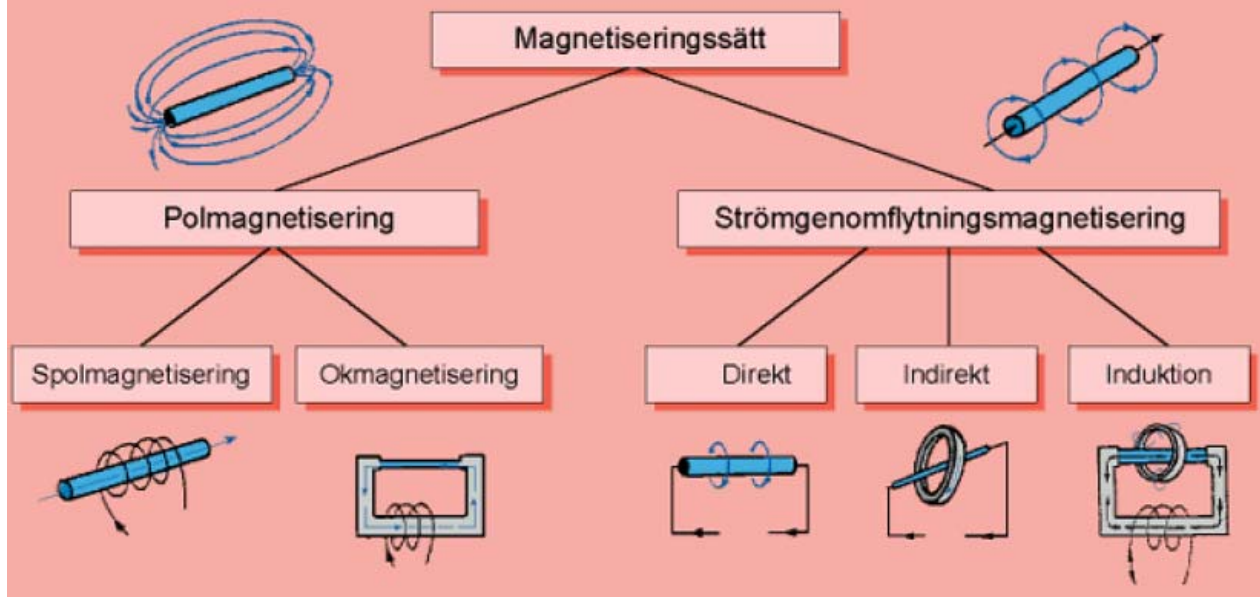 Magnetiseringssätt
Polmagnetisering
Strömgenomflytningsmagnetisering
Spolmagnetisering
Okmagnetisering
Direkt
Indirekt
Induktion